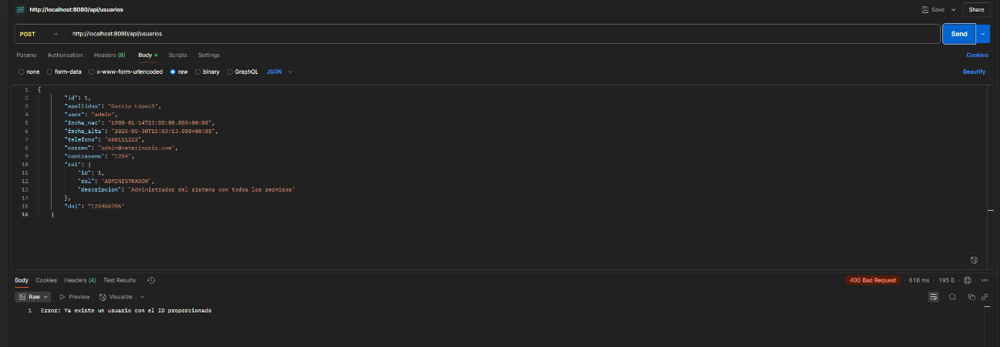 http://localhost:8080/api/usuarios
Save
Share
POST
http://localhost:8080/api/usuarios
Send
Params Authorization Headers (8) Body Scripts Settings
Cookies
none form-data x-www-form-urlencoded raw binary GraphQL JSON
Beautify
1 {
2 "id": 1,
3 "apellidos": "García López3",
4 "user": "admin",
5 "fecha_nac": "1980-01-14T23:00:00.000+00:00",
6 "fecha_alta": "2025-05-30T15:03:13.000+00:00",
7 "telefono": "600111222",
8 "correo": "admin@veterinaria.com",
9 "contrasena": "1234",
10 "rol": {
11 "id": 1,
12 "rol": "ADMINISTRADOR",
13 "descripcion": "Administrador del sistema con todos los permisos"
14 },
15 "dni": "12345678A"
16 }
Body Cookies Headers (4) Test Results
400 Bad Request • 618 ms • 195 B
Raw Preview Visualize
1 Error: Ya existe un usuario con el ID proporcionado